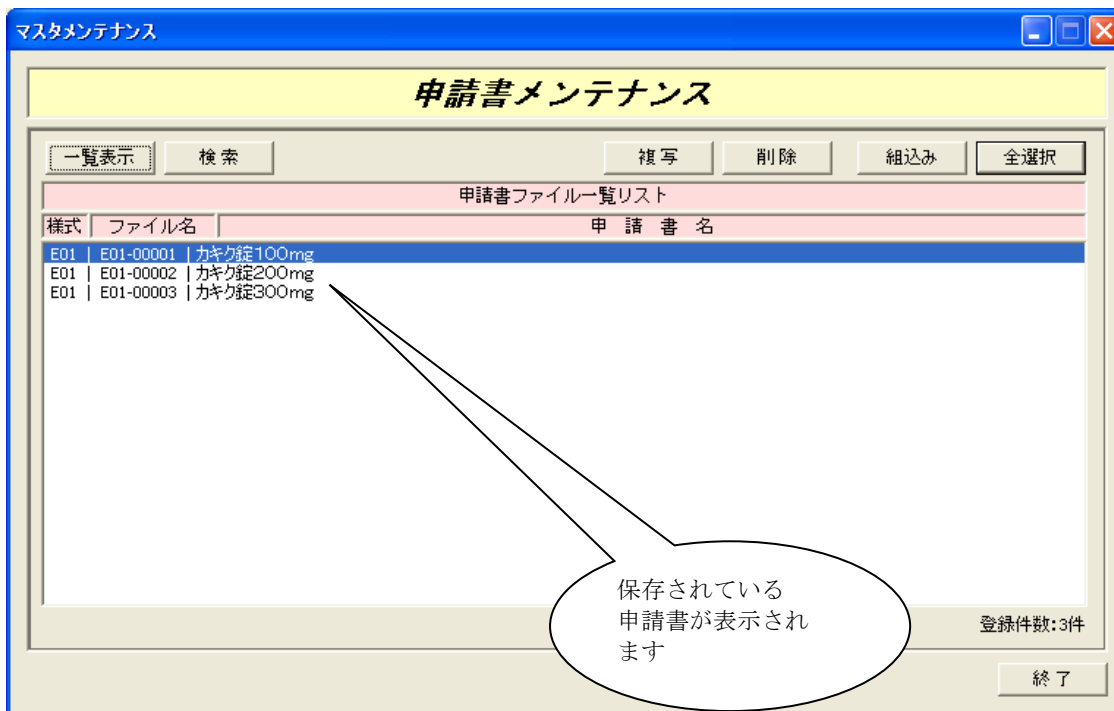 マスタメンテナンス
申請書メンテナンス
一覧表示 検索 複写 削除 組込み 全選択
申請書ファイル一覧リスト
様式 ファイル名 申請書名
E01 | E01-00001 |カキク錠100mg
E01 | E01-00002 |カキク錠200mg
E01 | E01-00003 |カキク錠300mg
保存されている
申請書が表示され
ます
登録件数:3件
終了